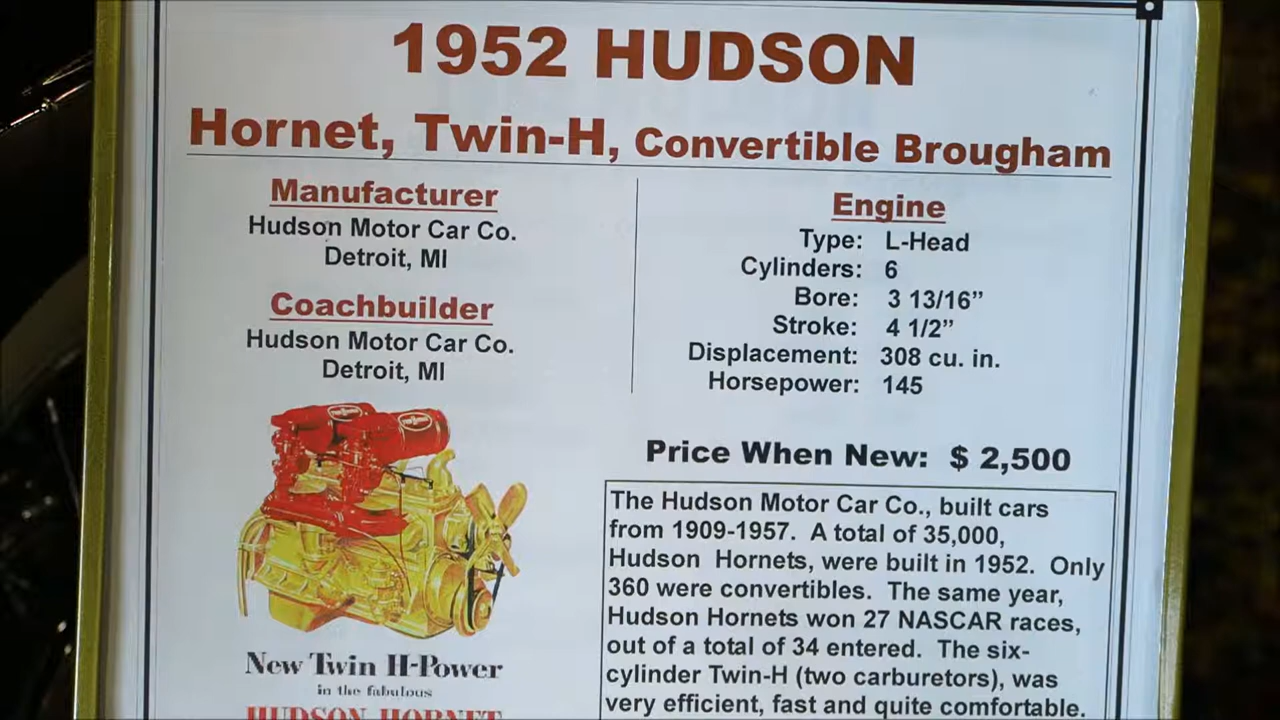 1952 HUDSON
Hornet, Twin-H, Convertible Brougham
Manufacturer
Hudson Motor Car Co.
Detroit, MI
Coachbuilder
Hudson Motor Car Co.
Detroit, MI
Engine
Type: L-Head
Cylinders: 6
Bore: 3 13/16”
Stroke: 4 1/2”
Displacement: 308 cu. in.
Horsepower: 145
New Twin H-Power
in the fabulous
HUDSON HORNET
Price When New: $ 2,500
The Hudson Motor Car Co., built cars
from 1909-1957. A total of 35,000,
Hudson Hornets, were built in 1952. Only
360 were convertibles. The same year,
Hudson Hornets won 27 NASCAR races,
out of a total of 34 entered. The six-
cylinder Twin-H (two carburetors), was
very efficient, fast and quite comfortable.